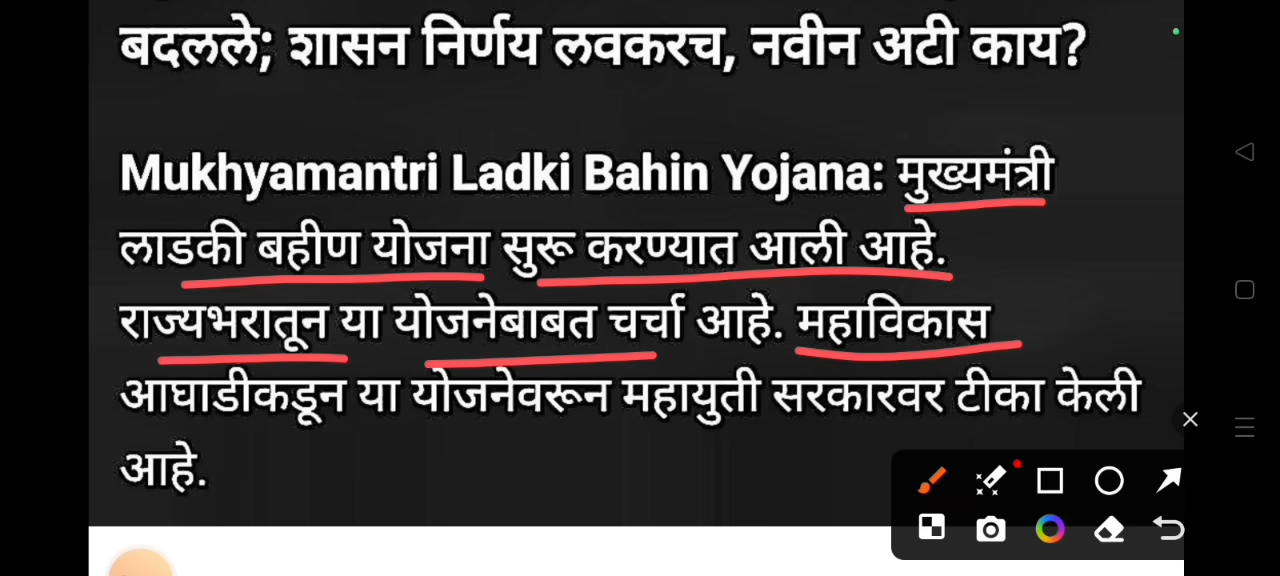 बदलले; शासन निर्णय लवकरच, नवीन अटी काय?
Mukhyamantri Ladki Bahin Yojana: मुख्यमंत्री
लाडकी बहीण योजना सुरू करण्यात आली आहे.
राज्यभरातून या योजनेबाबत चर्चा आहे. महाविकास
आघाडीकडून या योजनेवरून महायुती सरकारवर टीका केली
आहे.